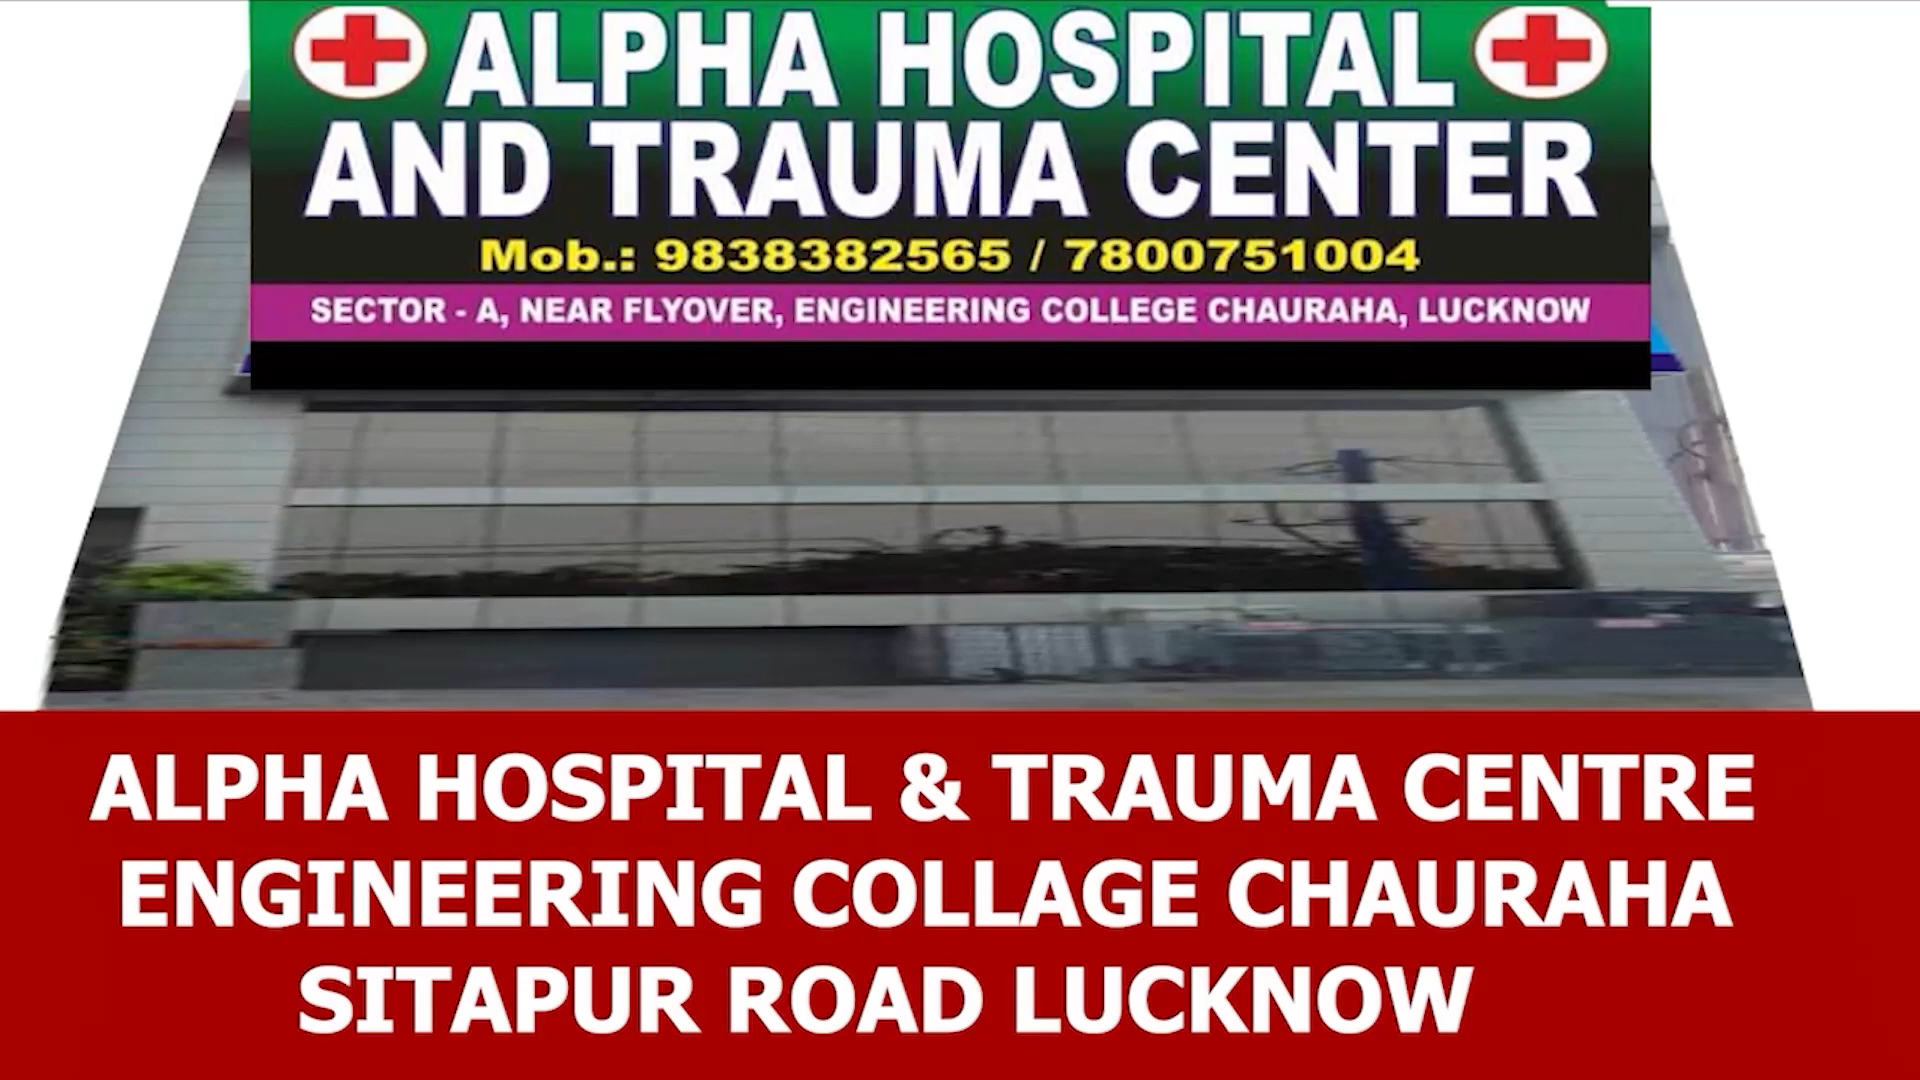 ALPHA HOSPITAL
AND TRAUMA CENTER
Mob.: 9838382565 / 7800751004
SECTOR - A, NEAR FLYOVER, ENGINEERING COLLEGE CHAURAHA, LUCKNOW
ALPHA HOSPITAL & TRAUMA CENTRE
ENGINEERING COLLAGE CHAURAHA
SITAPUR ROAD LUCKNOW